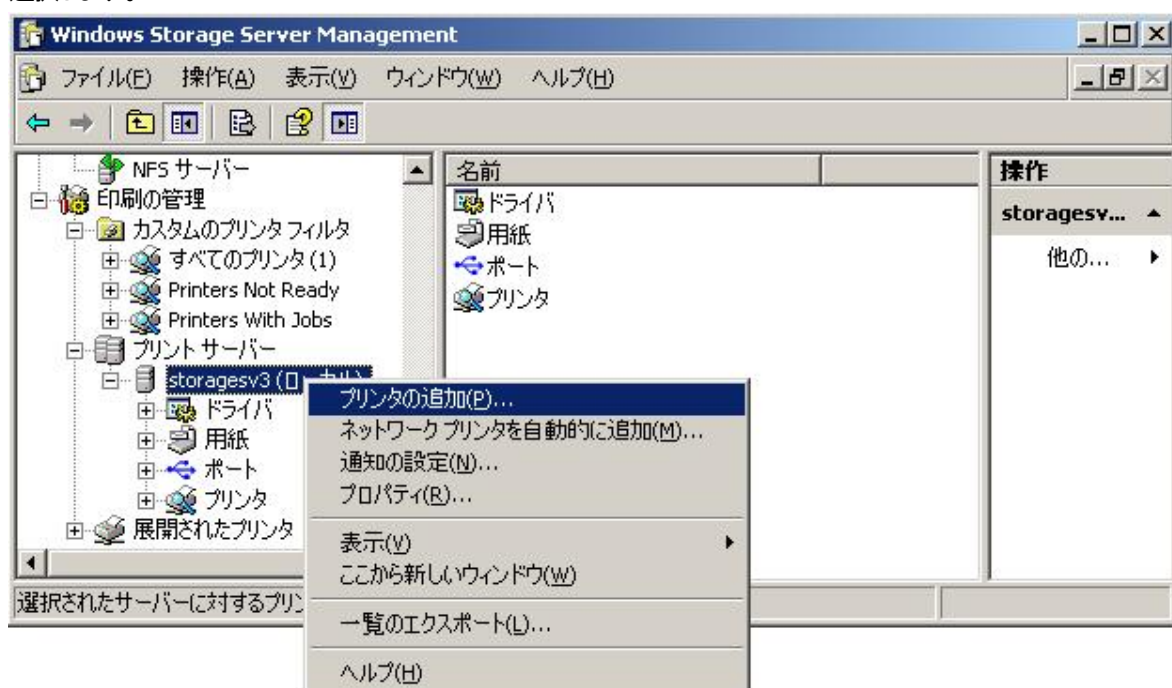 Windows Storage Server Management
ファイル(F) 操作(A) 表示(V) ウィンドウ(W) ヘルプ(H)
NFS サーバー
印刷の管理
カスタムのプリンタ フィルタ
すべてのプリンタ (1)
Printers Not Ready
Printers With Jobs
プリント サーバー
storagesv3 (ローカル)
ドライバ
用紙
ポート
プリンタ
展開されたプリンタ
選択されたサーバーに対するプリン
名前
ドライバ
用紙
ポート
プリンタ
操作
storagesv...
他の...
プリンタの追加(P)...
ネットワーク プリンタを自動的に追加(M)...
通知の設定(N)...
プロパティ(R)...
表示(V)
ここから新しいウィンドウ(W)
一覧のエクスポート(L)...
ヘルプ(H)